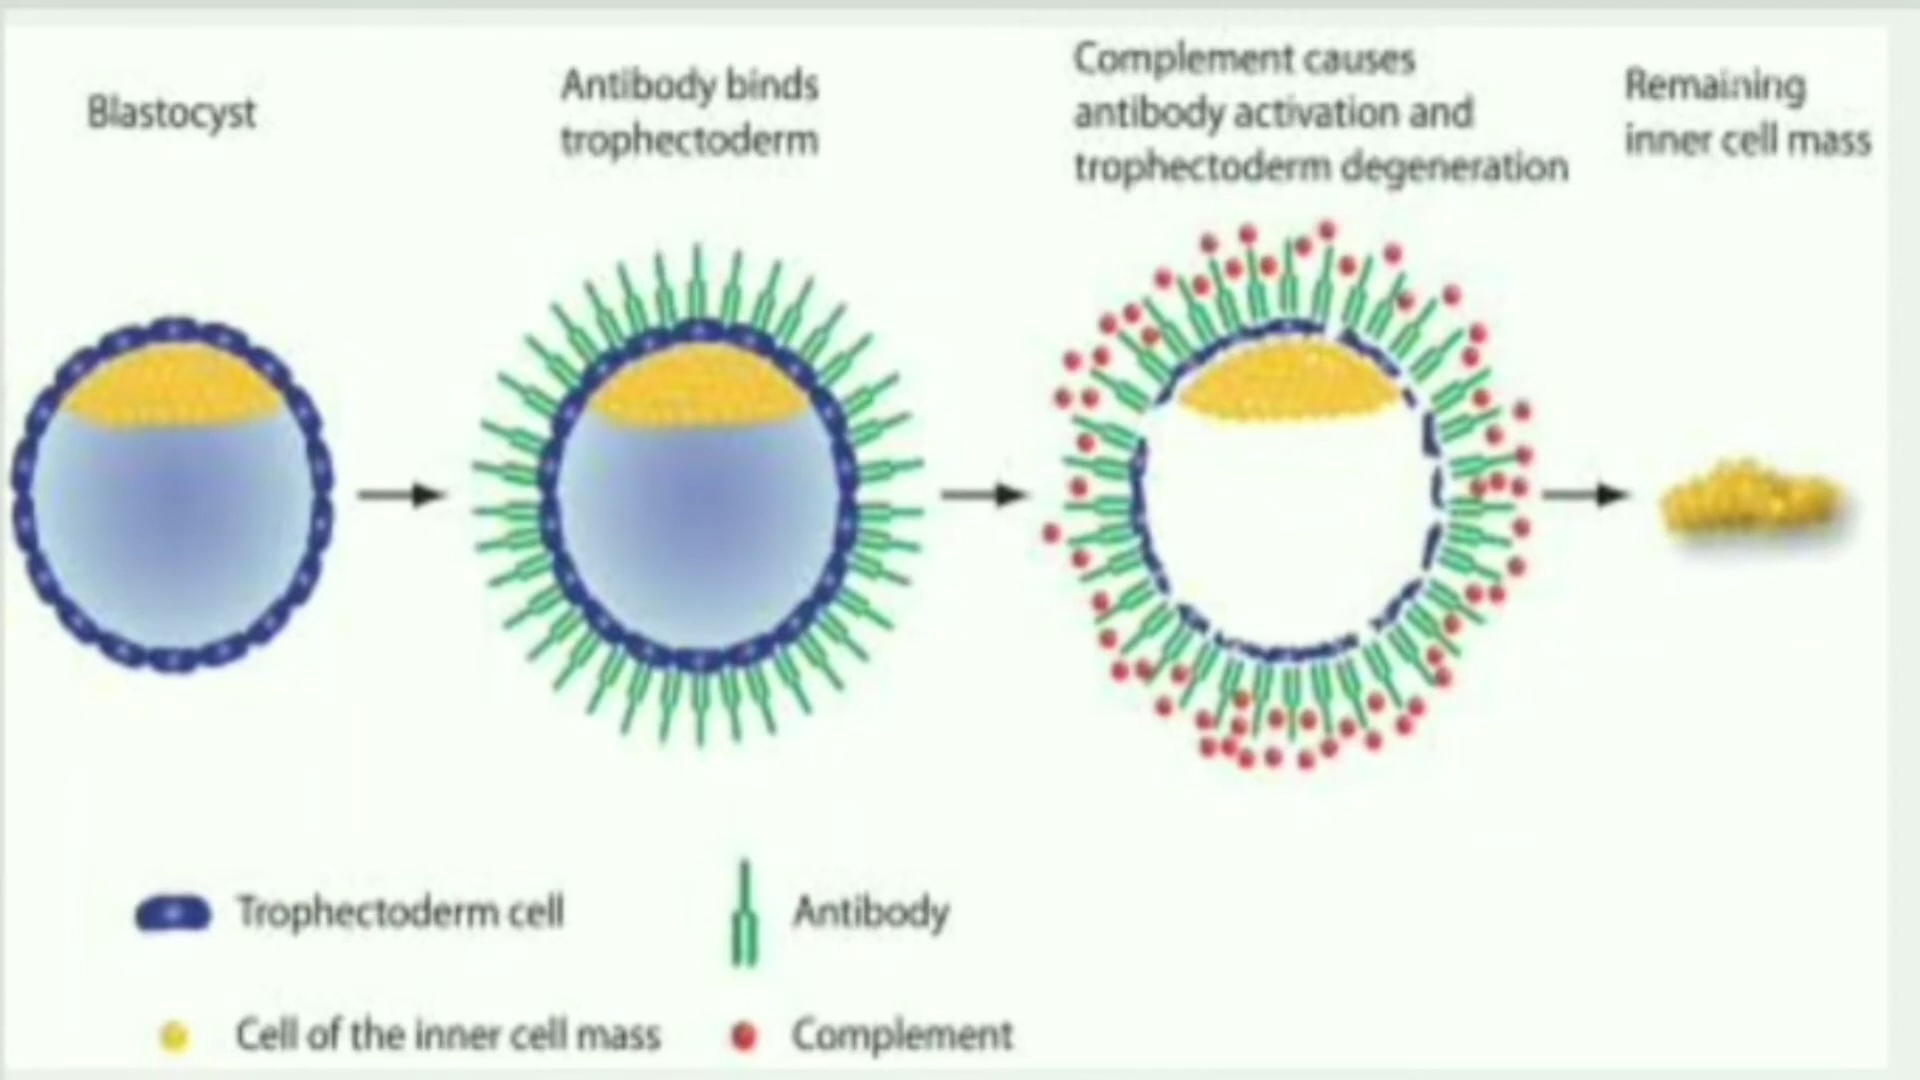 Blastocyst
Antibody binds
trophectoderm
Complement causes
antibody activation and
trophectoderm degeneration
Remaining
inner cell mass
Trophectoderm cell
Antibody
Cell of the inner cell mass
Complement